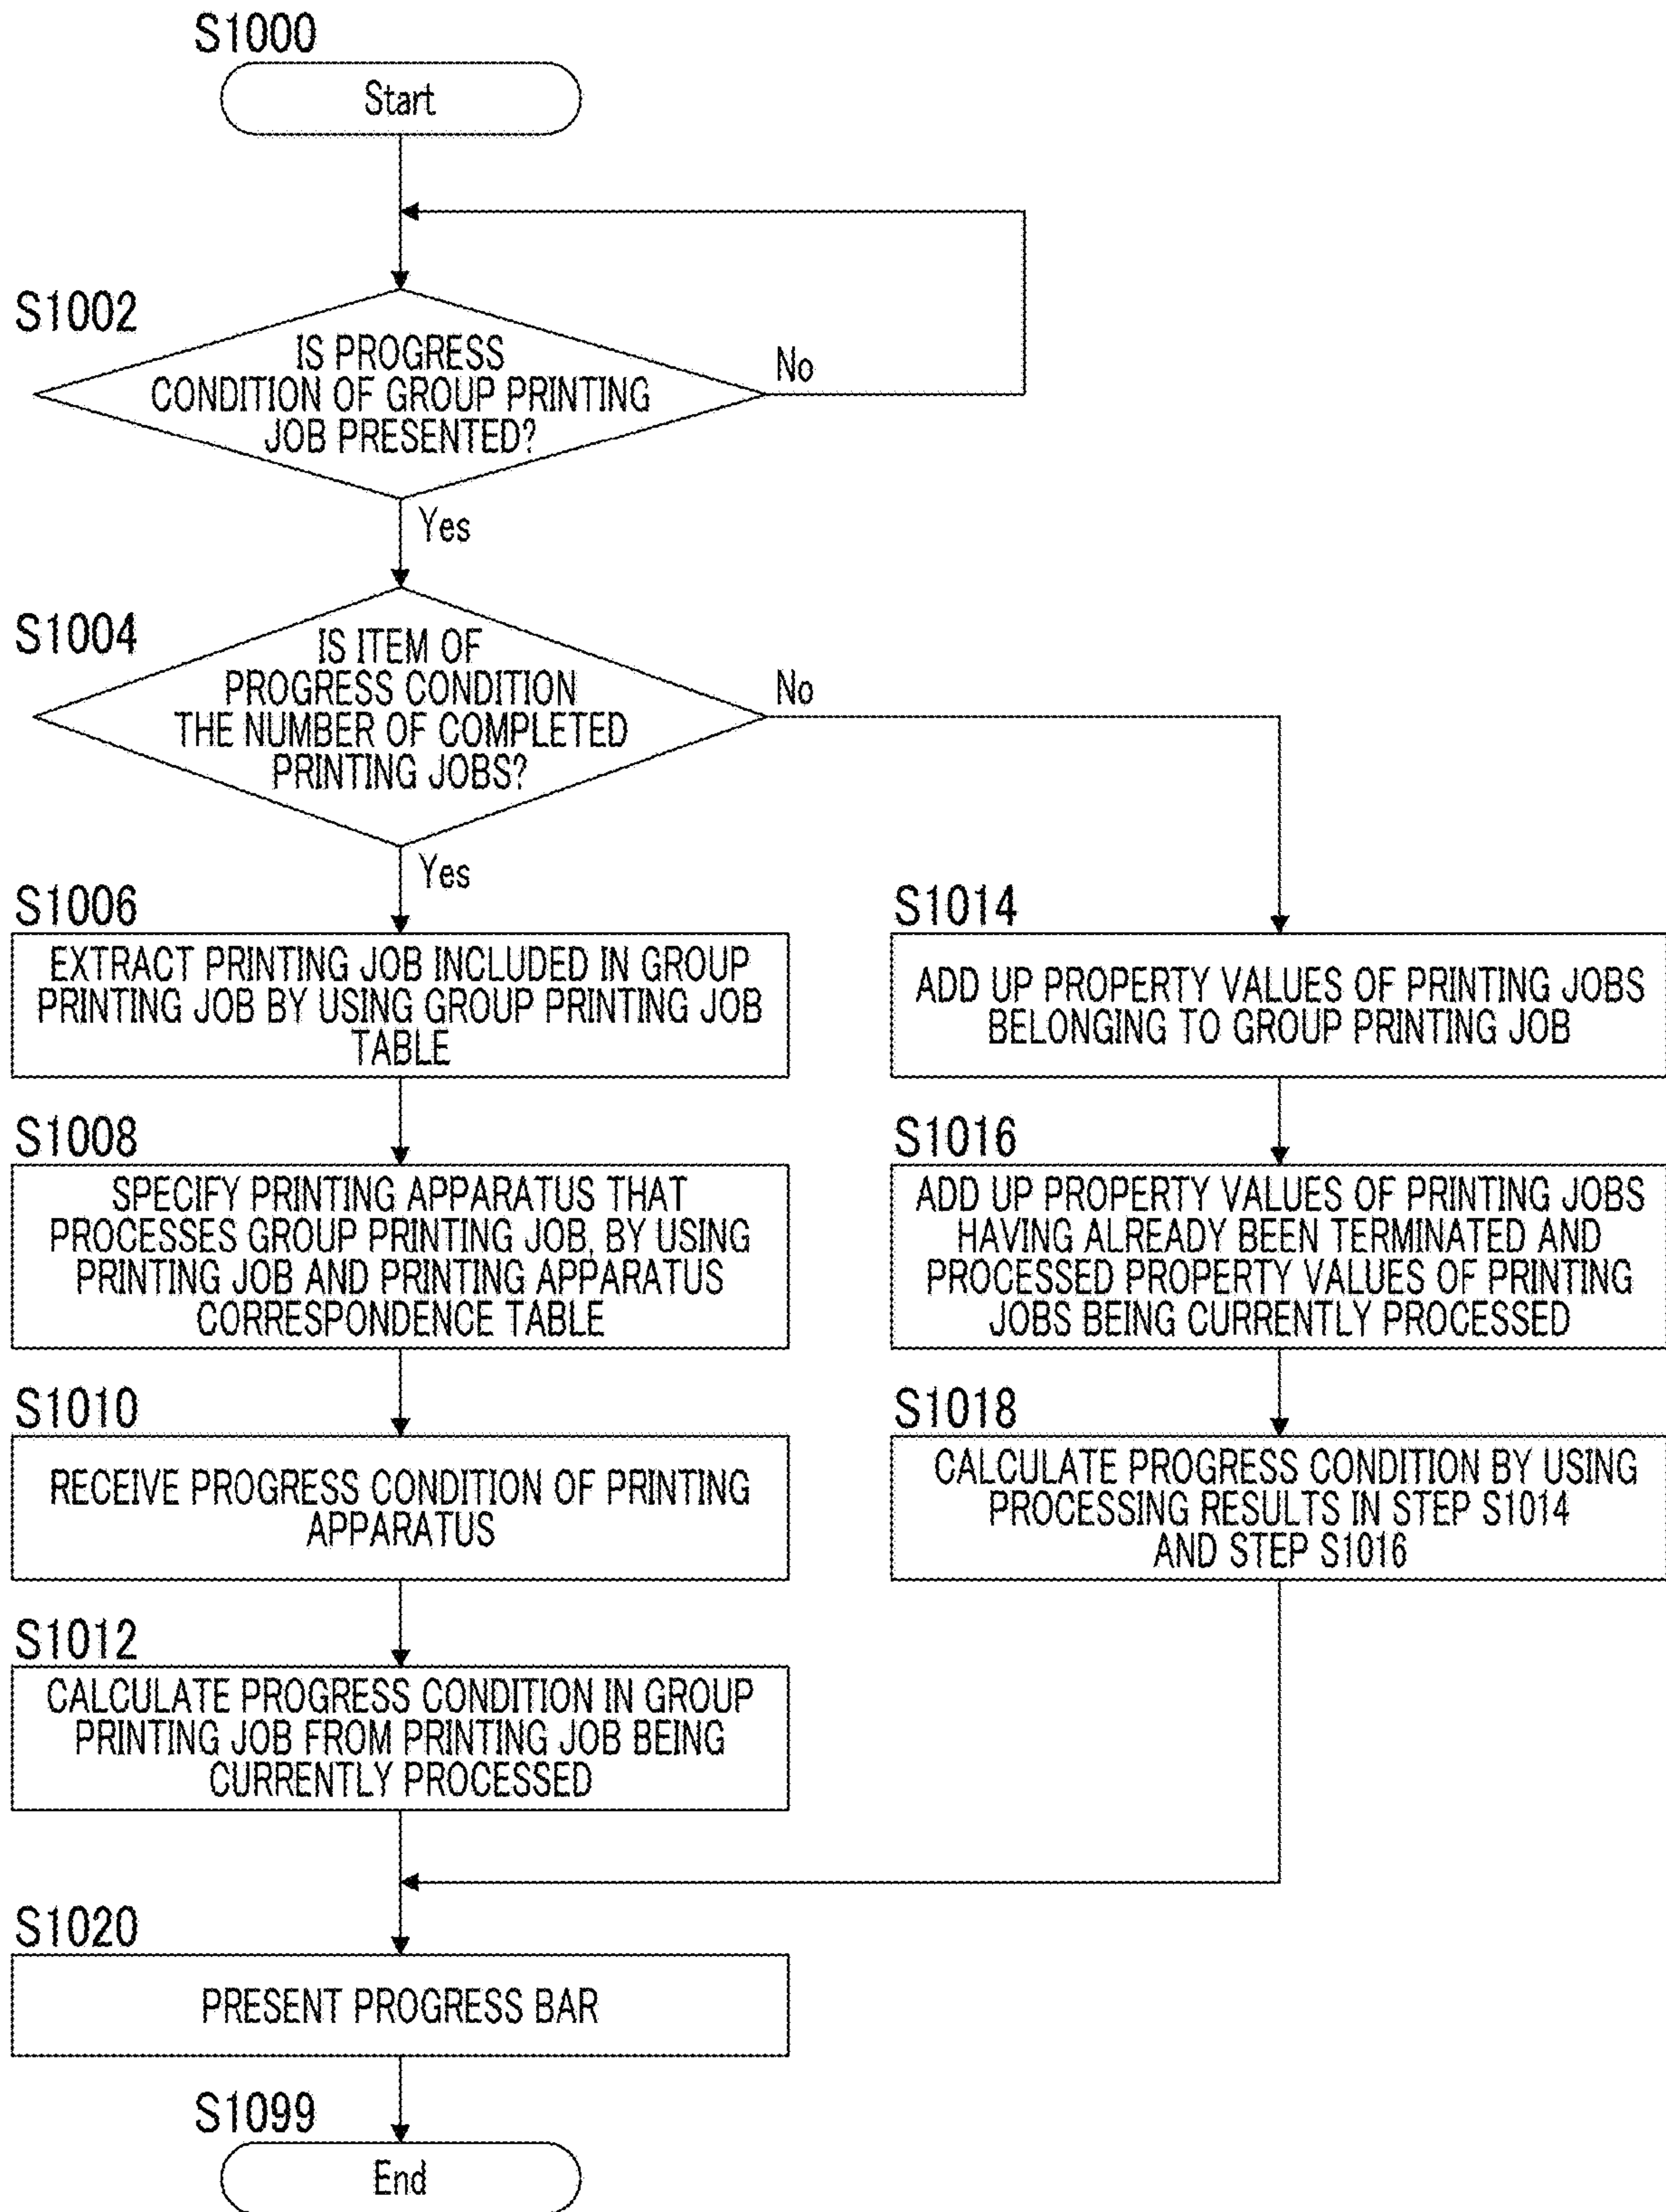 S1000
Start
S1002
IS PROGRESS
CONDITION OF GROUP PRINTING
JOB PRESENTED?
No
Yes
S1004
IS ITEM OF
PROGRESS CONDITION
THE NUMBER OF COMPLETED
PRINTING JOBS?
No
Yes
S1006
EXTRACT PRINTING JOB INCLUDED IN GROUP
PRINTING JOB BY USING GROUP PRINTING JOB
TABLE
S1008
SPECIFY PRINTING APPARATUS THAT
PROCESSES GROUP PRINTING JOB, BY USING
PRINTING JOB AND PRINTING APPARATUS
CORRESPONDENCE TABLE
S1010
RECEIVE PROGRESS CONDITION OF PRINTING
APPARATUS
S1012
CALCULATE PROGRESS CONDITION IN GROUP
PRINTING JOB FROM PRINTING JOB BEING
CURRENTLY PROCESSED
S1014
ADD UP PROPERTY VALUES OF PRINTING JOBS
BELONGING TO GROUP PRINTING JOB
S1016
ADD UP PROPERTY VALUES OF PRINTING JOBS
HAVING ALREADY BEEN TERMINATED AND
PROCESSED PROPERTY VALUES OF PRINTING
JOBS BEING CURRENTLY PROCESSED
S1018
CALCULATE PROGRESS CONDITION BY USING
PROCESSING RESULTS IN STEP S1014
AND STEP S1016
S1020
PRESENT PROGRESS BAR
S1099
End